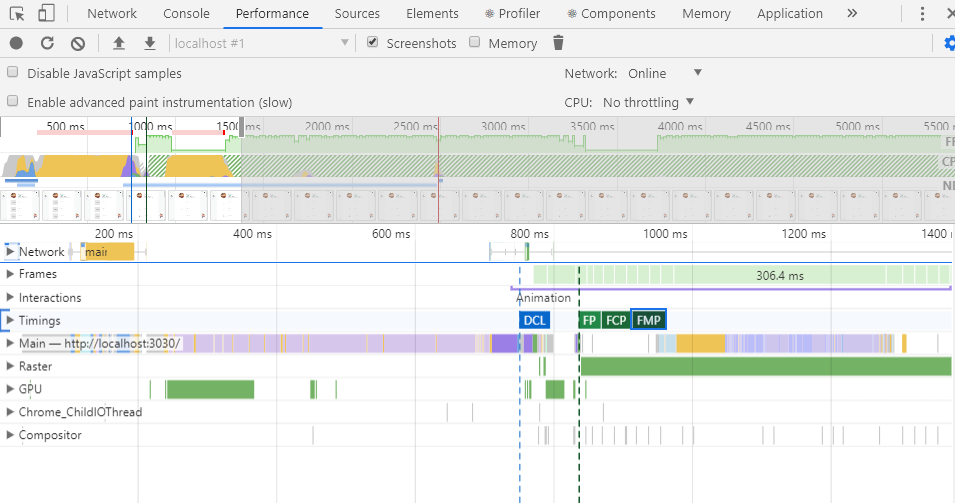 Network Console Performance Sources Elements Profiler Components Memory Application »
localhost #1 Screenshots Memory
Disable JavaScript samples Network: Online
Enable advanced paint instrumentation (slow) CPU: No throttling
500 ms 1000 ms 1500 ms 2000 ms 2500 ms 3000 ms 3500 ms 4000 ms 4500 ms 5000 ms 5500
FP
CP
NE
200 ms 400 ms 600 ms 800 ms 1000 ms 1200 ms 1400
Network main
Frames 306.4 ms
Interactions Animation
Timings DCL FP FCP FMP
Main — http://localhost:3030/
Raster
GPU
Chrome_ChildIOThread
Compositor